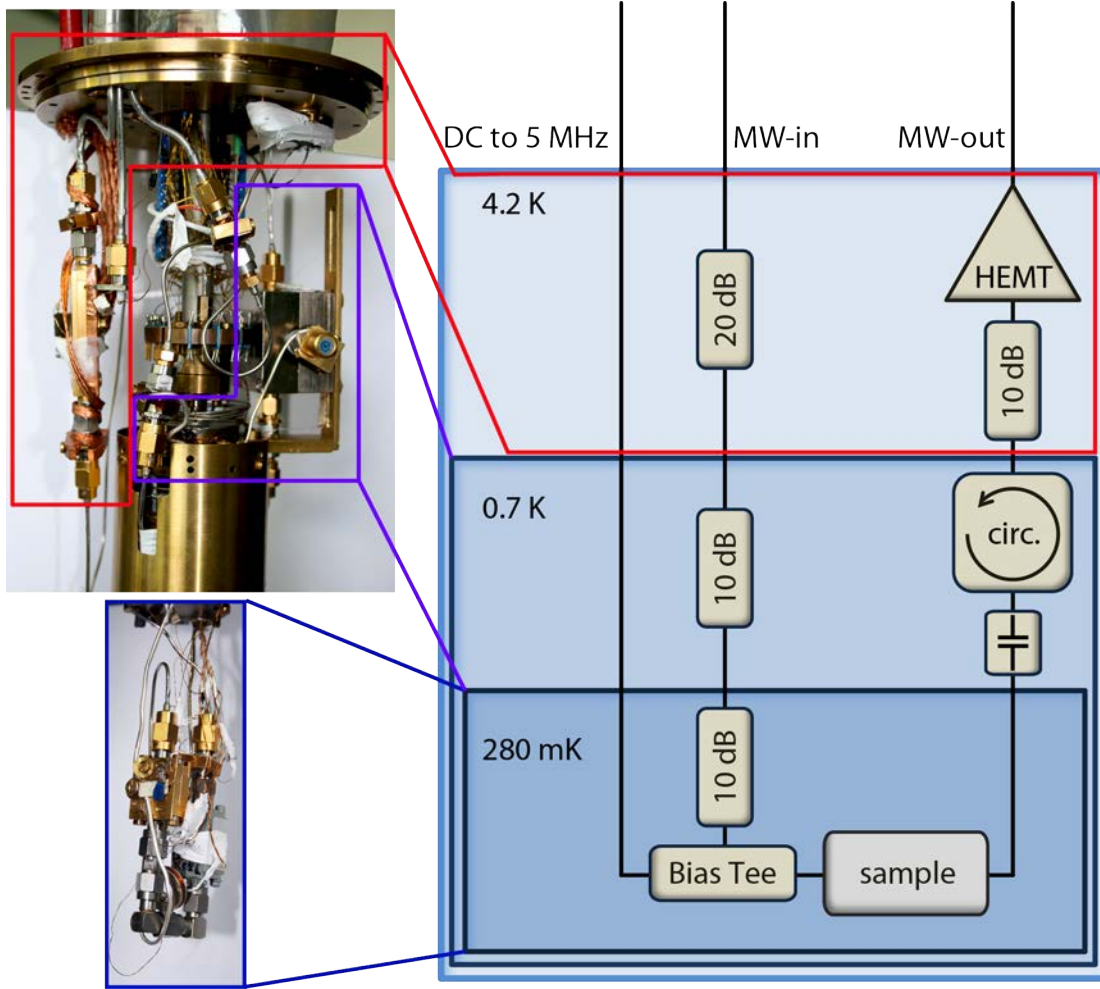 DC to 5 MHz
MW-in
MW-out
4.2 K
20 dB
HEMT
10 dB
0.7 K
10 dB
circ.
280 mK
10 dB
Bias Tee
sample